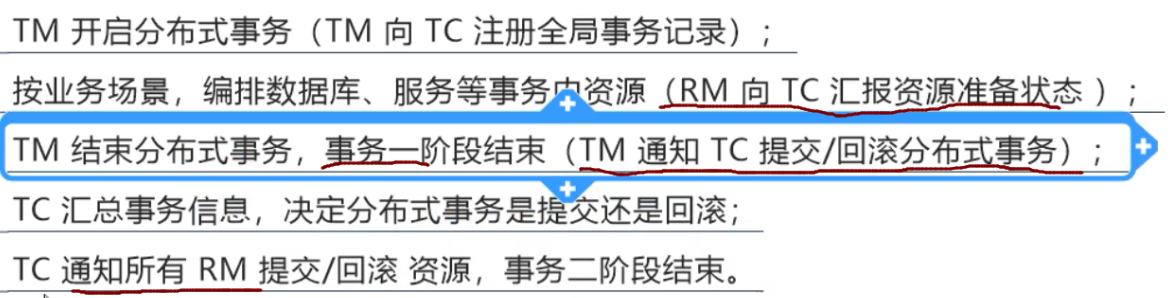 TM 开启分布式事务（TM 向 TC 注册全局事务记录）;
按业务场景，编排数据库、服务等事务内资源（RM 向 TC 汇报资源准备状态 ）;
TM 结束分布式事务，事务一阶段结束（TM 通知 TC 提交/回滚分布式事务）;
TC 汇总事务信息，决定分布式事务是提交还是回滚;
TC 通知所有 RM 提交/回滚 资源，事务二阶段结束。